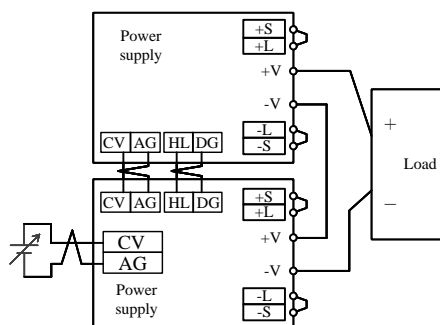 +S
Power
supply
+L
+V
-V
+
-L
CV AG HL DG
-S
Load
+S
CV AG HL DG
+L
−
+V
CV
AG
-V
Power
supply
-L
-S